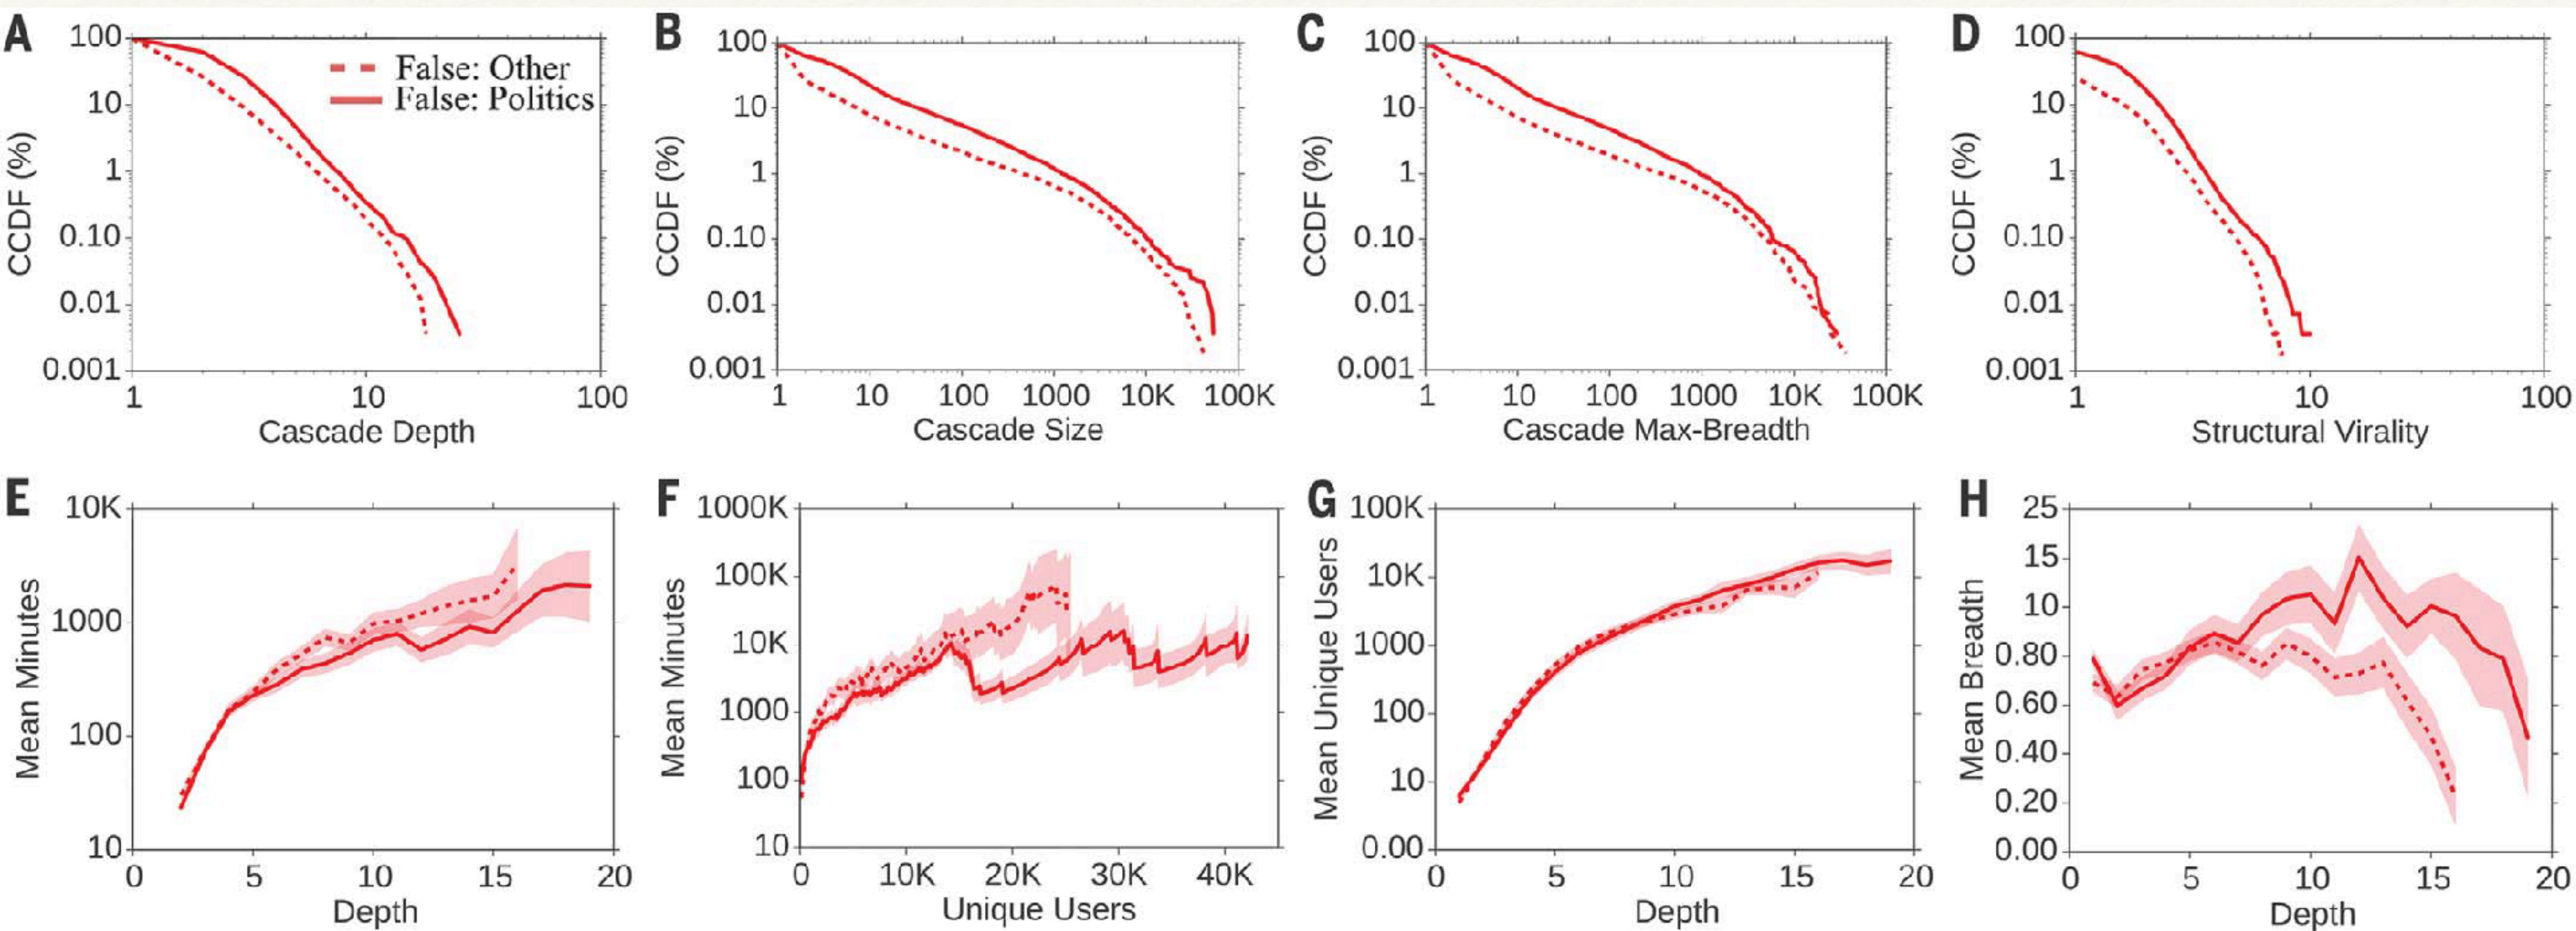 A
CCDF (%)
100
10
1
0.10
0.01
0.001
False: Other
False: Politics
1 10 100
Cascade Depth
B
CCDF (%)
100
10
1
0.10
0.01
0.001
1 10 100 1000 10K 100K
Cascade Size
C
CCDF (%)
100
10
1
0.10
0.01
0.001
1 10 100 1000 10K 100K
Cascade Max-Breadth
D
CCDF (%)
100
10
1
0.10
0.01
0.001
1 10 100
Structural Virality
E
Mean Minutes
10K
1000
100
10
0 5 10 15 20
Depth
F
Mean Minutes
1000K
100K
10K
1000
100
10
0 10K 20K 30K 40K
Unique Users
G
Mean Unique Users
100K
10K
1000
100
10
0.00
0 5 10 15 20
Depth
H
Mean Breadth
25
15
10
0.80
0.60
0.40
0.20
0.00
0 5 10 15 20
Depth